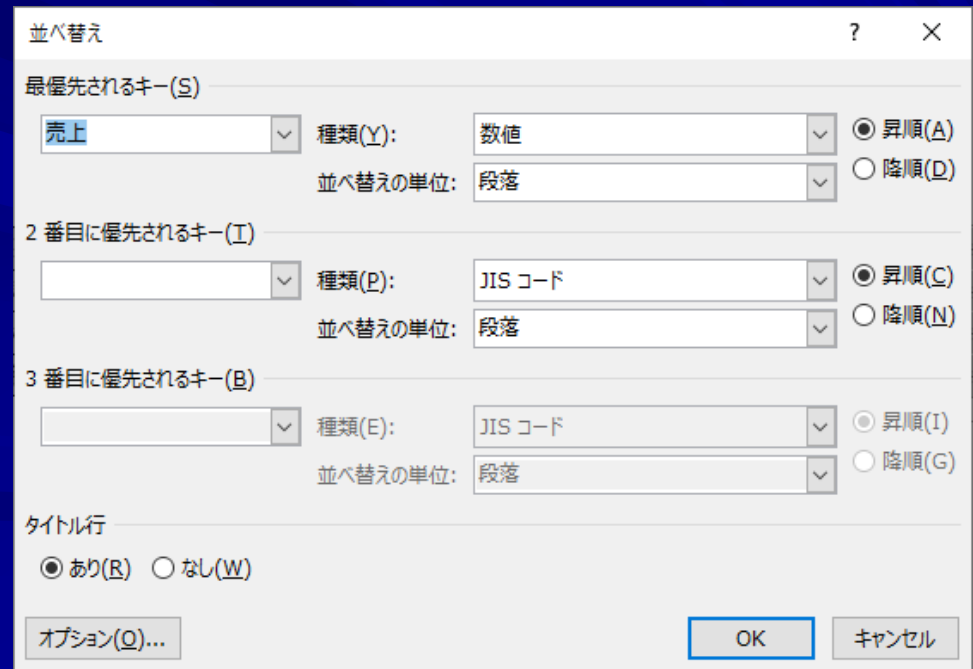 並べ替え ?
最優先されるキー(S)
売上 種類(Y): 数値 昇順(A)
並べ替えの単位: 段落 降順(D)
2 番目に優先されるキー(T)
種類(P): JIS コード 昇順(C)
並べ替えの単位: 段落 降順(N)
3 番目に優先されるキー(B)
種類(E): JIS コード 昇順(I)
並べ替えの単位: 段落 降順(G)
タイトル行
あり(R) なし(W)
オプション(O)... OK キャンセル